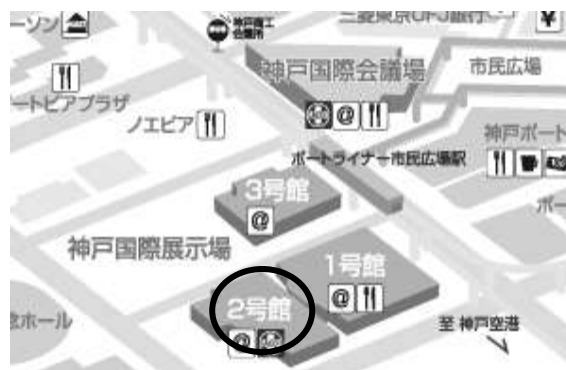 ーソン
神戸商工
会議所
三菱東京UFJ銀行
¥
神戸国際会議場
市民広場
ートピアプラザ
ノエビア
@
神戸ポート
ポートライナー市民広場駅
3号館
@
ポー
神戸国際展示場
1号館
@
2号館
@
念ホール
至 神戸空港